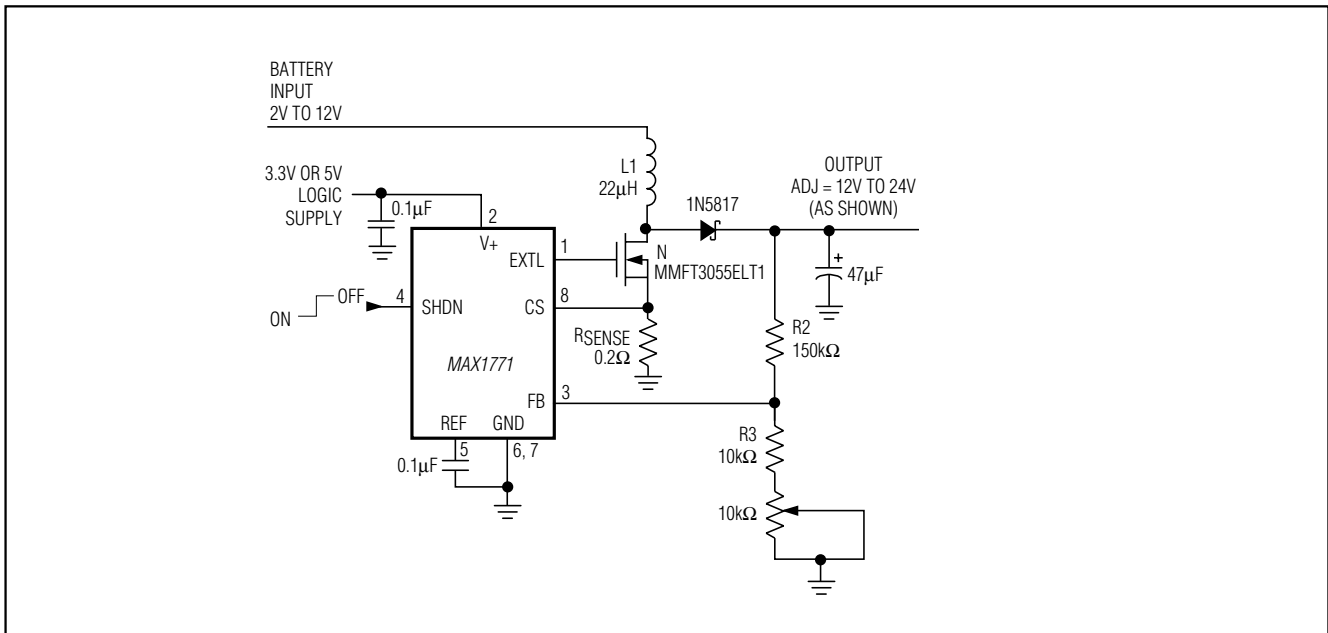 BATTERY
INPUT
2V TO 12V
L1
22µH
3.3V OR 5V
LOGIC
SUPPLY
0.1µF
2
V+
1N5817
OUTPUT
ADJ = 12V TO 24V
(AS SHOWN)
EXTL
1
N
MMFT3055ELT1
+
47µF
ON
OFF
4
SHDN
CS
8
RSENSE
0.2Ω
R2
150kΩ
MAX1771
FB
3
REF
GND
5
6, 7
0.1µF
R3
10kΩ
10kΩ